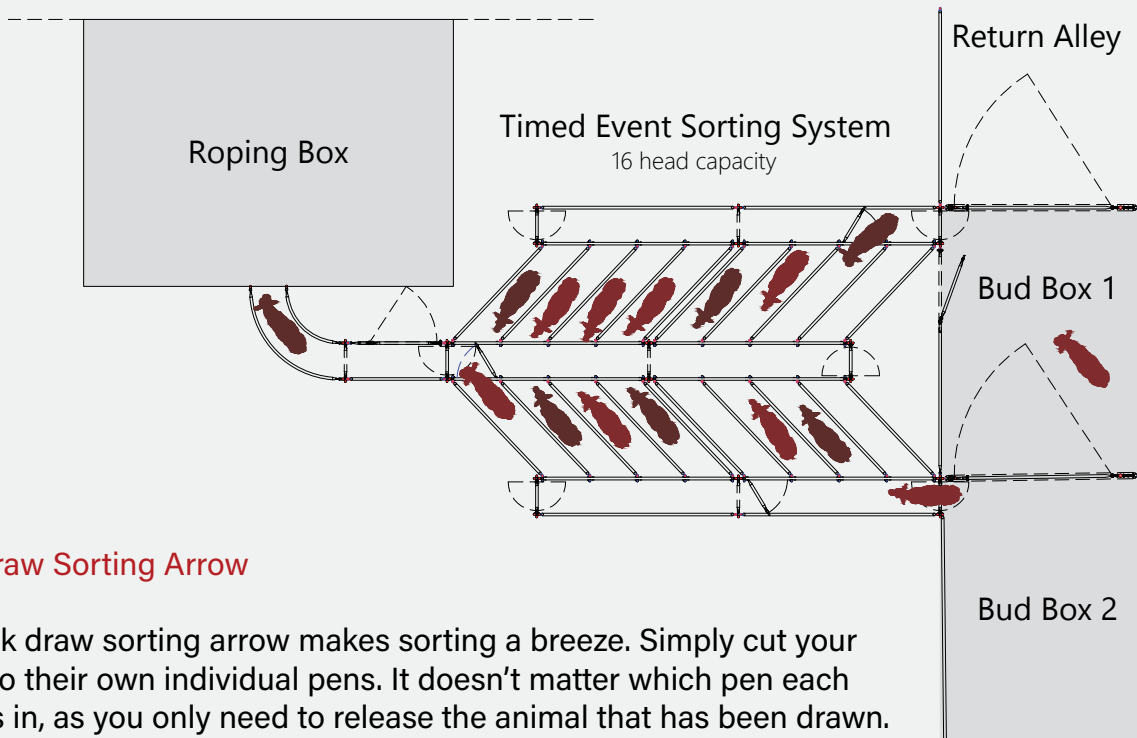 Return Alley
Timed Event Sorting System
16 head capacity
Roping Box
Bud Box 1
Sorting Arrow
Bud Box 2
draw sorting arrow makes sorting a breeze. Simply cut your
their own individual pens. It doesn’t matter which pen each
in, as you only need to release the animal that has been drawn.